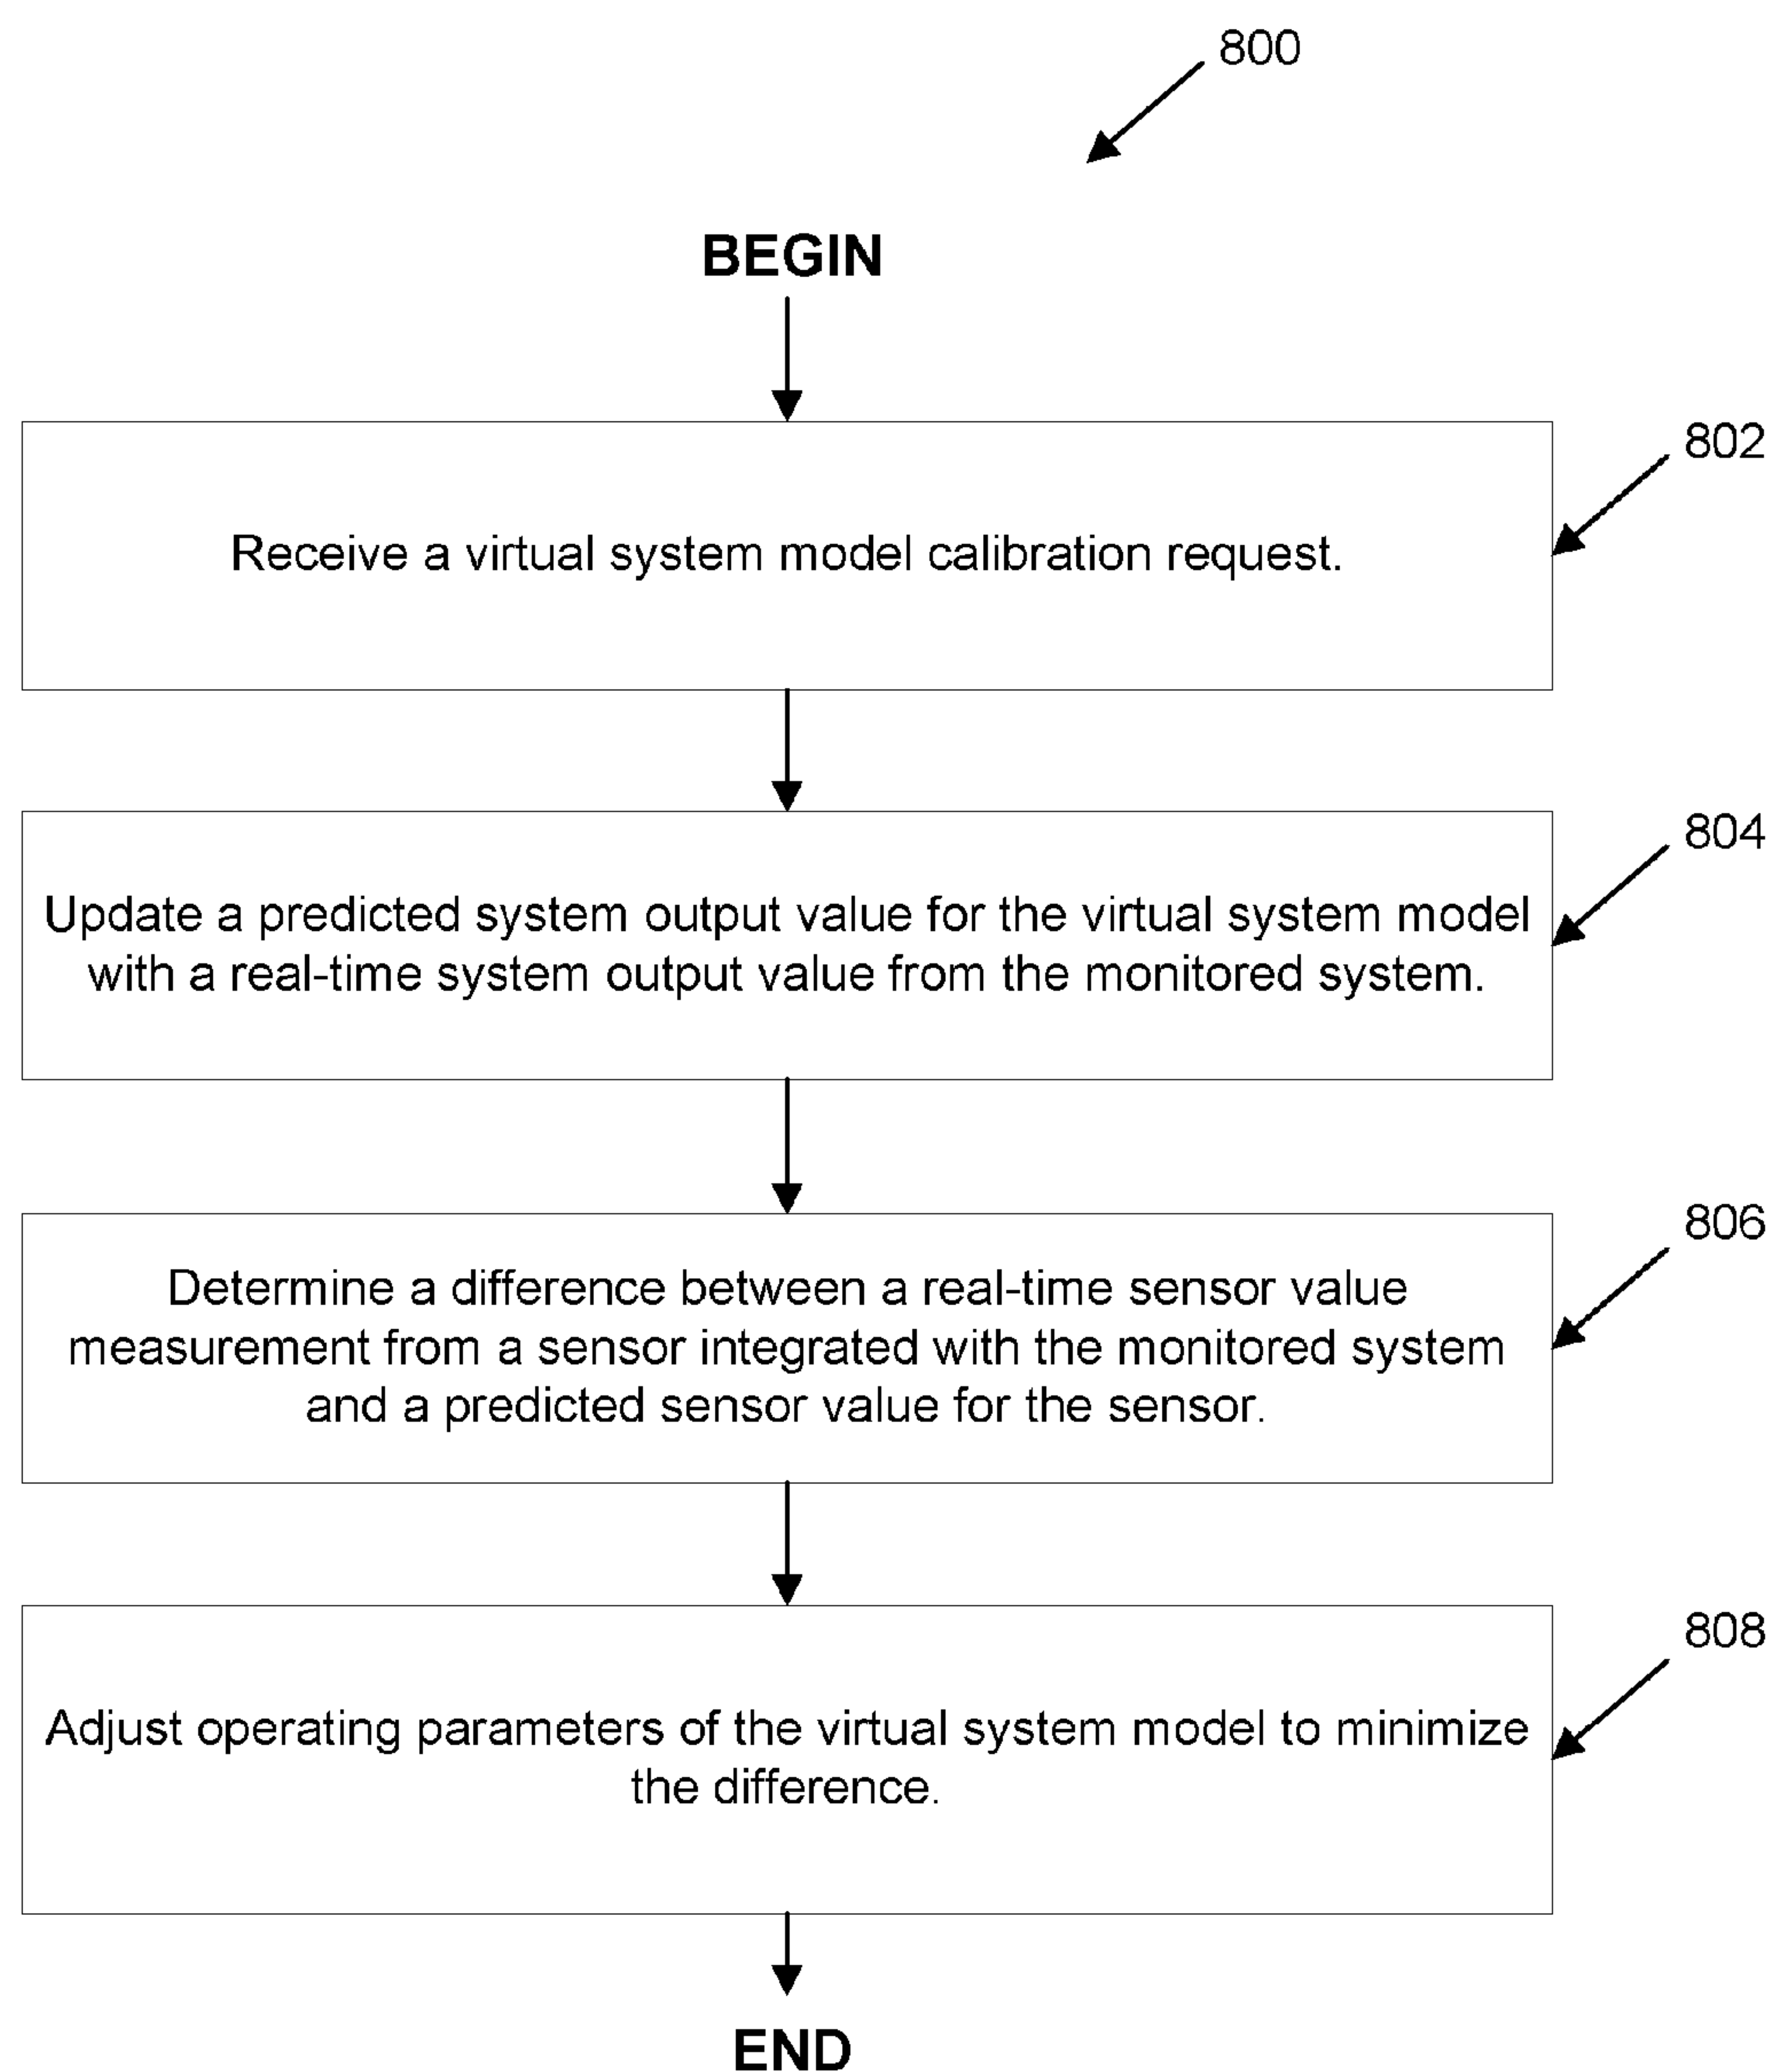 800
BEGIN
802
Receive a virtual system model calibration request.
804
Update a predicted system output value for the virtual system model
with a real-time system output value from the monitored system.
806
Determine a difference between a real-time sensor value
measurement from a sensor integrated with the monitored system
and a predicted sensor value for the sensor.
808
Adjust operating parameters of the virtual system model to minimize
the difference.
END